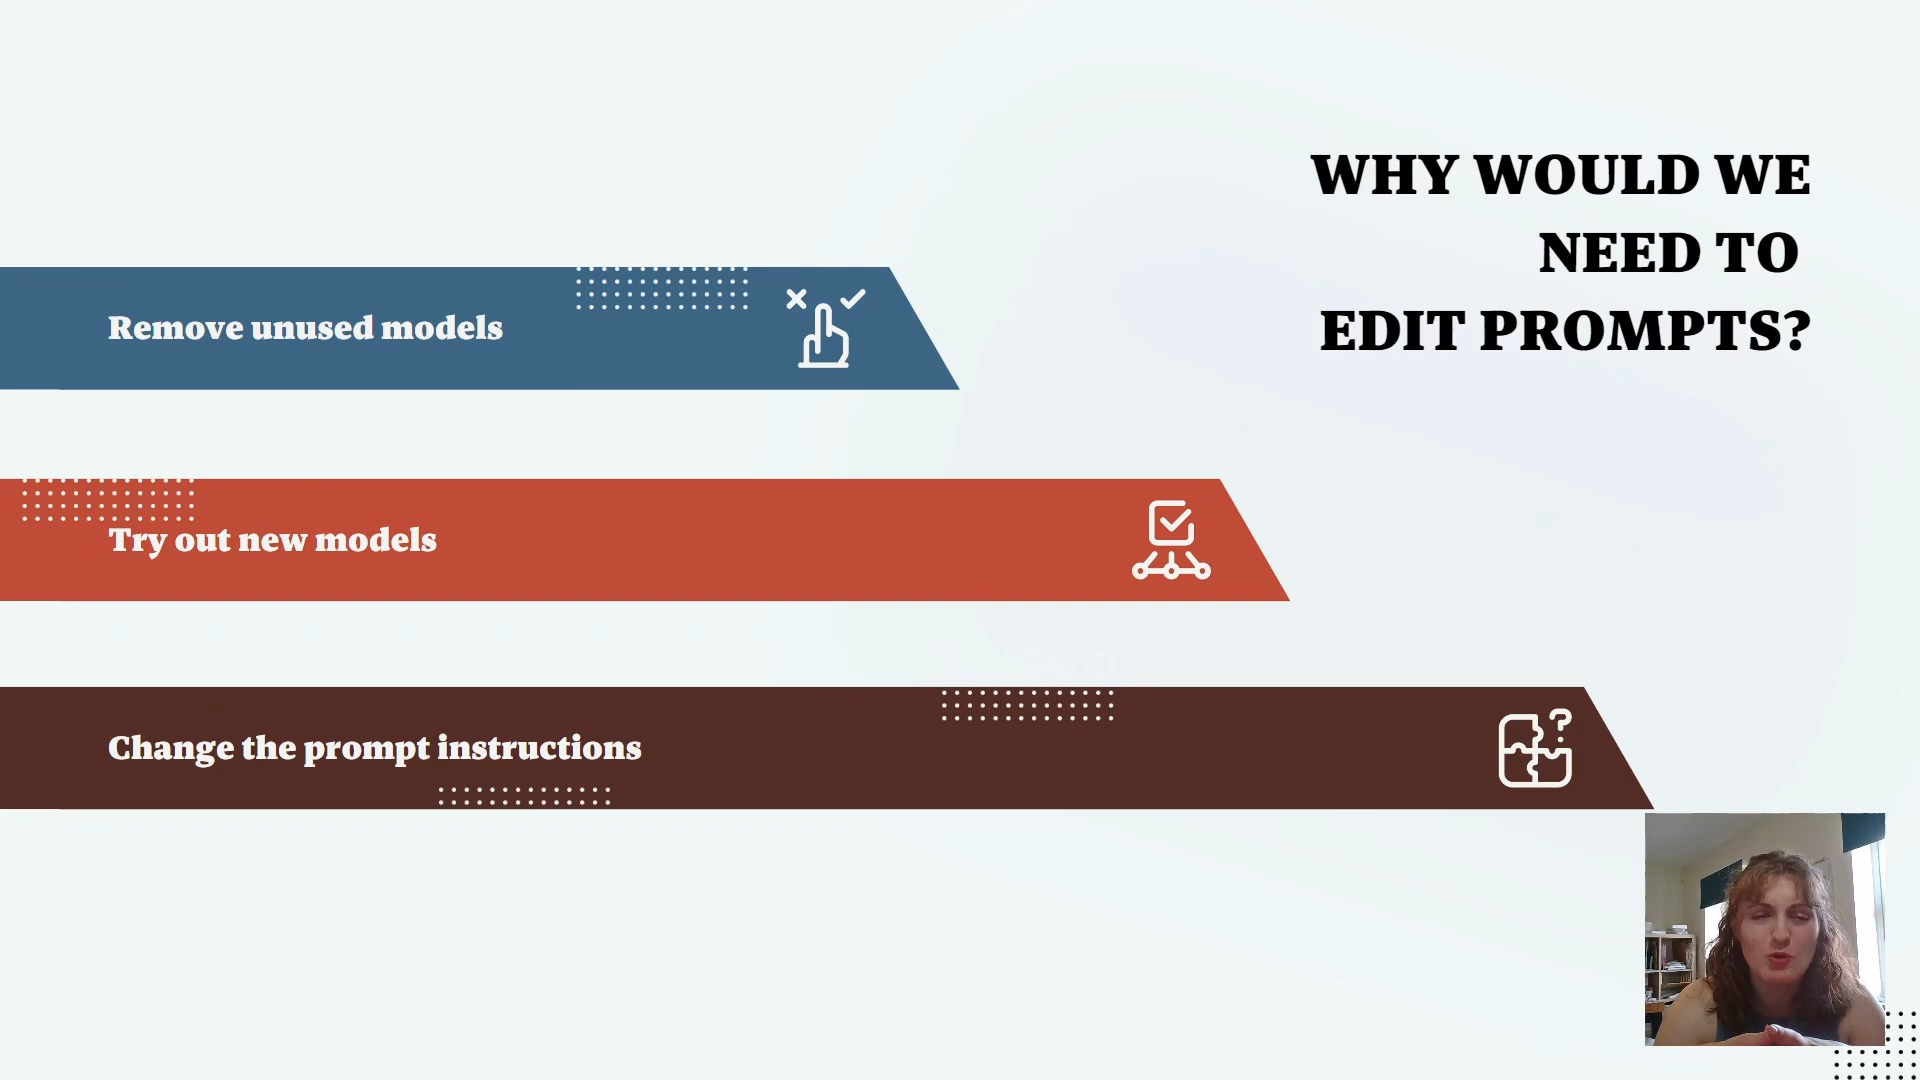 WHY WOULD WE
NEED TO
EDIT PROMPTS?
Remove unused models
Try out new models
Change the prompt instructions